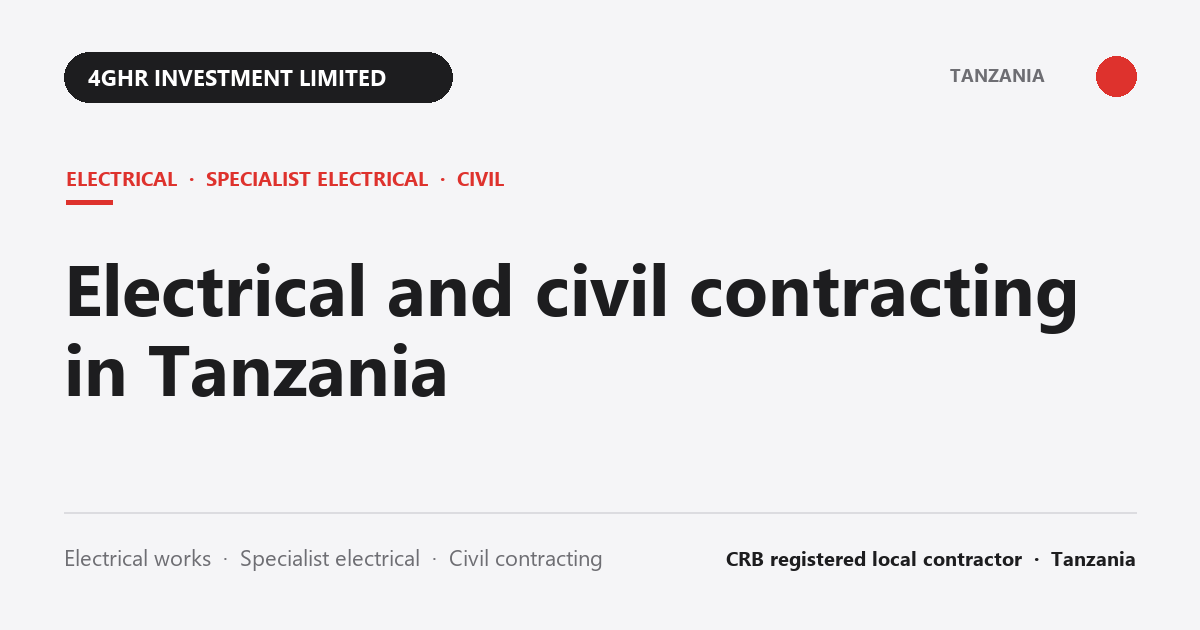 4GHR INVESTMENT LIMITED
TANZANIA
ELECTRICAL · SPECIALIST ELECTRICAL · CIVIL
Electrical and civil contracting
in Tanzania
Electrical works · Specialist electrical · Civil contracting
CRB registered local contractor · Tanzania